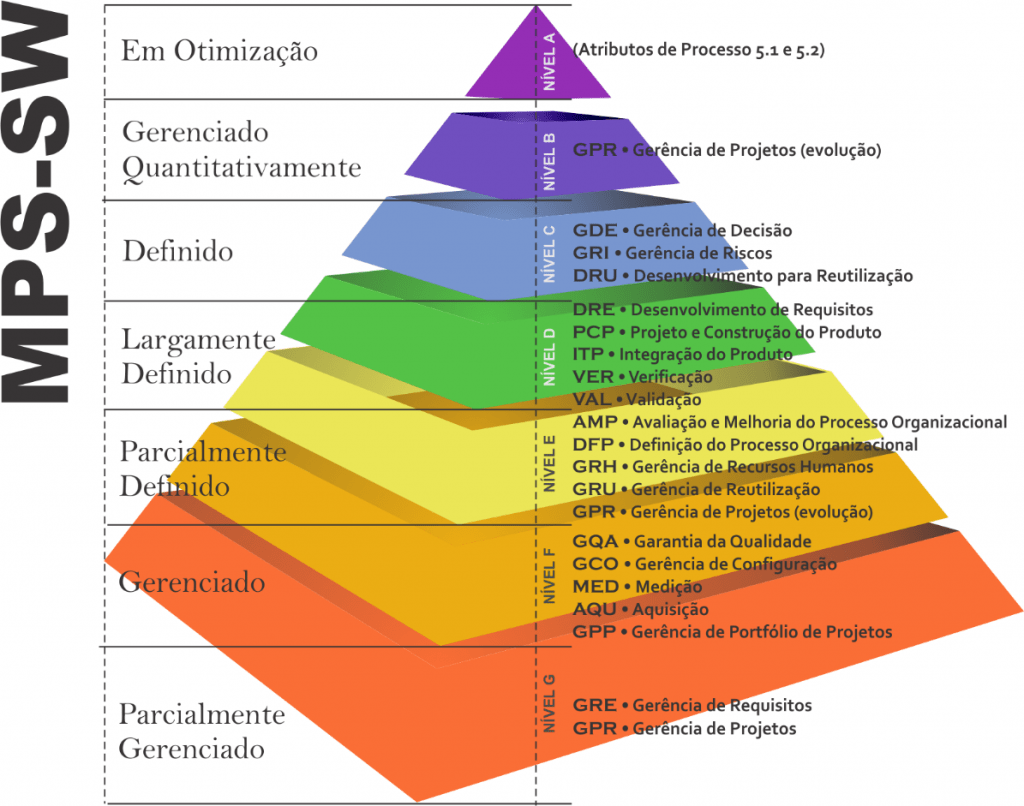 MPS-SW
Em Otimização
NÍVEL A
(Atributos de Processo 5.1 e 5.2)
Gerenciado
Quantitativamente
NÍVEL B
GPR • Gerência de Projetos (evolução)
Definido
NÍVEL C
GDE • Gerência de Decisão
GRI • Gerência de Riscos
DRU • Desenvolvimento para Reutilização
Largamente
Definido
NÍVEL D
DRE • Desenvolvimento de Requisitos
PCP • Projeto e Construção do Produto
ITP • Integração do Produto
VER • Verificação
VAL • Validação
Parcialmente
Definido
NÍVEL E
AMP • Avaliação e Melhoria do Processo Organizacional
DFP • Definição do Processo Organizacional
GRH • Gerência de Recursos Humanos
GRU • Gerência de Reutilização
GPR • Gerência de Projetos (evolução)
Gerenciado
NÍVEL F
GQA • Garantia da Qualidade
GCO • Gerência de Configuração
MED • Medição
AQU • Aquisição
GPP • Gerência de Portfólio de Projetos
Parcialmente
Gerenciado
NÍVEL G
GRE • Gerência de Requisitos
GPR • Gerência de Projetos